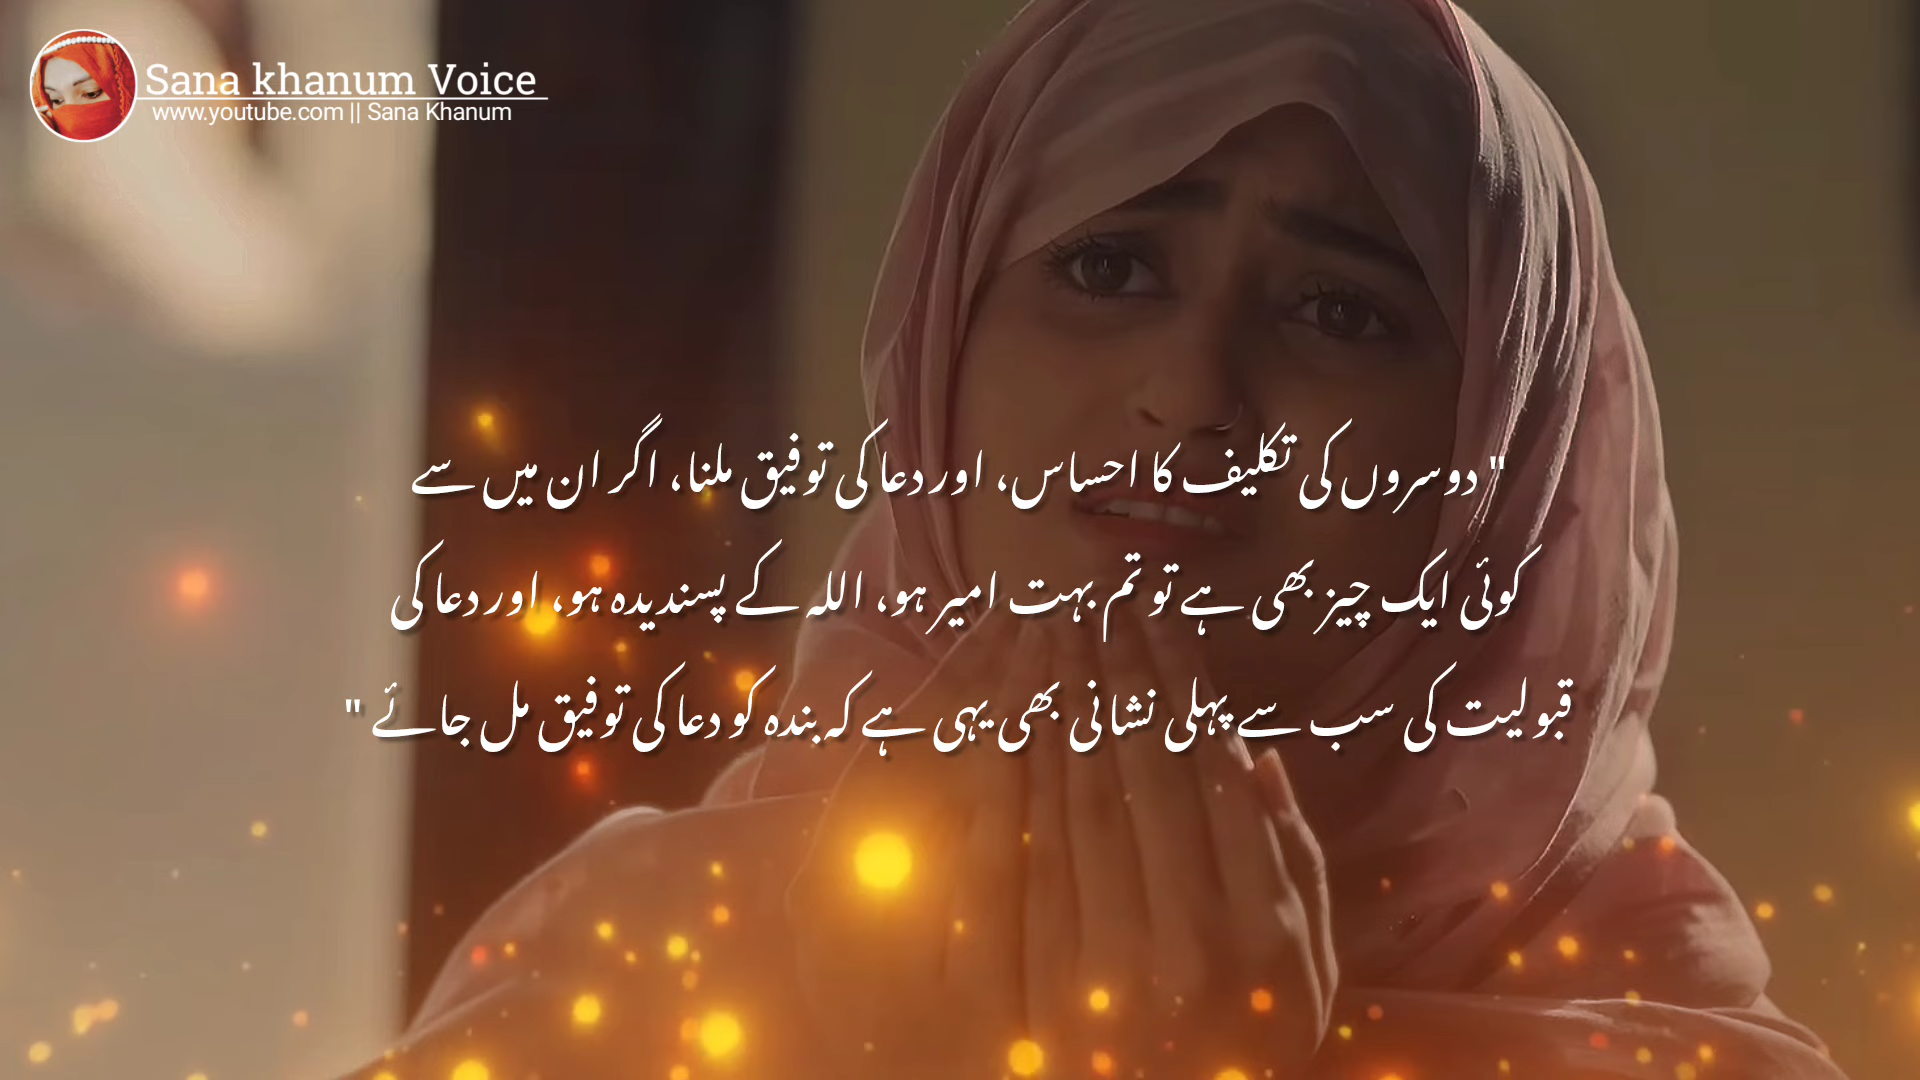 Sana khanum Voice
www.youtube.com || Sana Khanum
" دوسروں کی تکلیف کا احساس، اور دعا کی توفیق ملنا، اگر ان میں سے
کوئی ایک چیز بھی ہے تو تم بہت امیر ہو، اللہ کے پسندیدہ ہو، اور دعا کی
قبولیت کی سب سے پہلی نشانی بھی یہی ہے کہ بندہ کو دعا کی توفیق مل جائے "